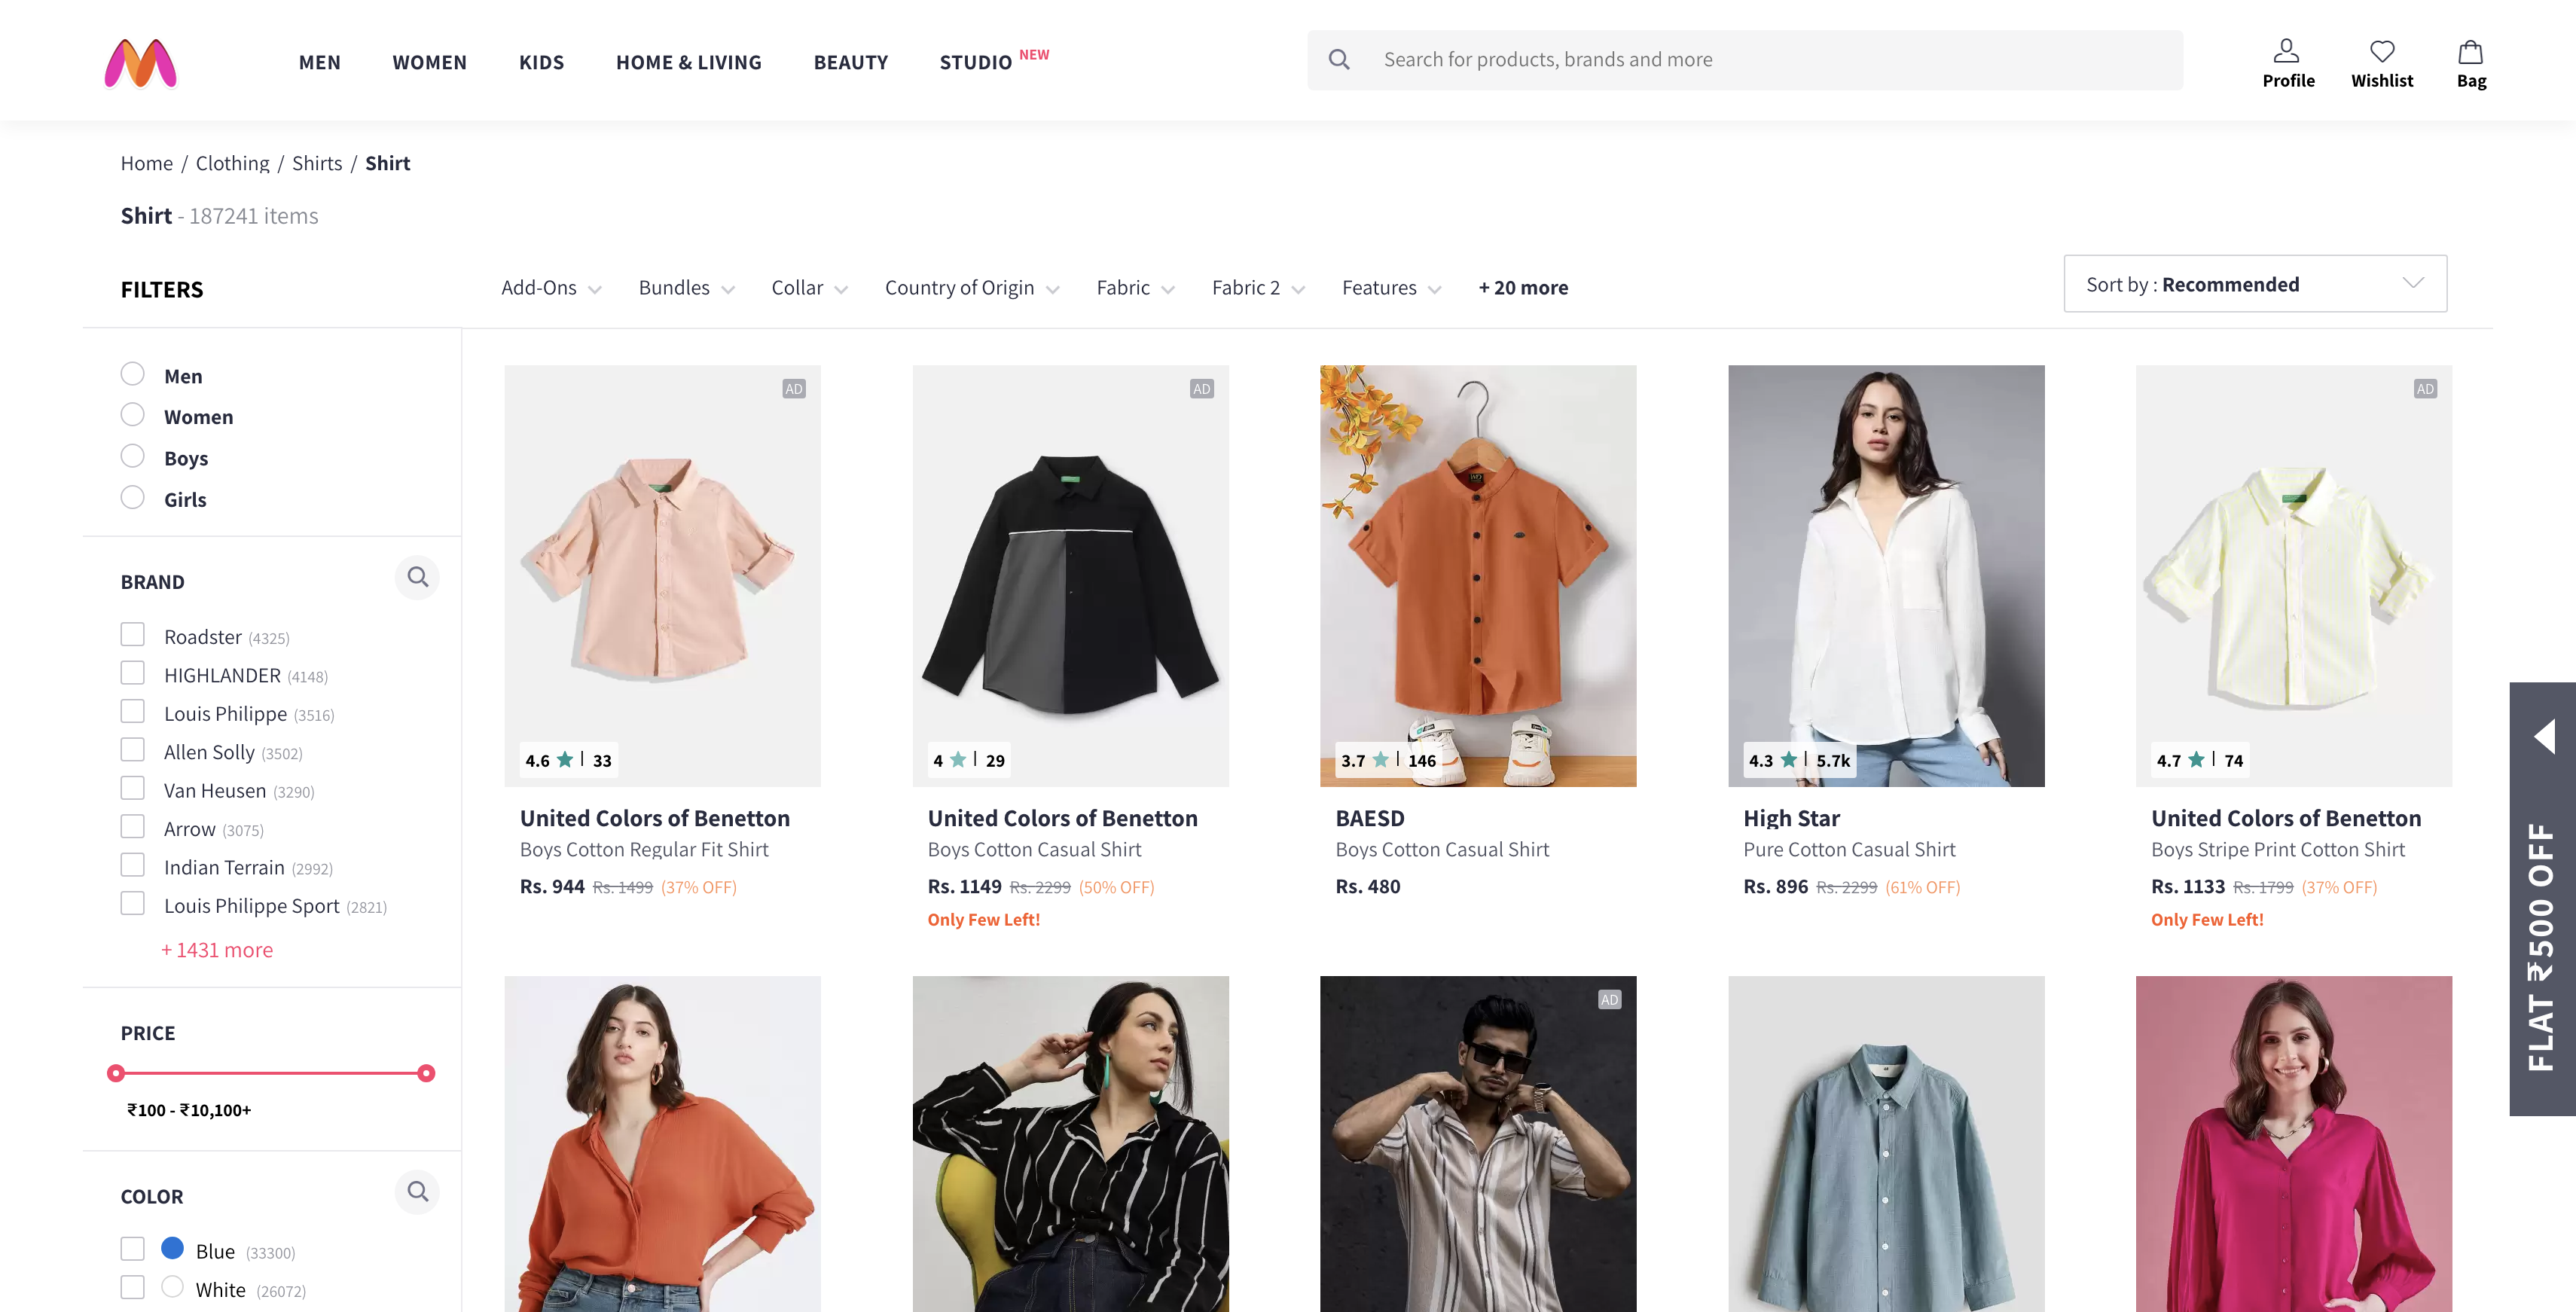 MEN WOMEN KIDS HOME & LIVING BEAUTY STUDIO NEW
Search for products, brands and more
Profile Wishlist Bag
Home / Clothing / Shirts / Shirt
Shirt - 187241 items
FILTERS
Add-Ons Bundles Collar Country of Origin Fabric Fabric 2 Features + 20 more
Sort by : Recommended
Men
Women
Boys
Girls
BRAND
Roadster (4325)
HIGHLANDER (4148)
Louis Philippe (3516)
Allen Solly (3502)
Van Heusen (3290)
Arrow (3075)
Indian Terrain (2992)
Louis Philippe Sport (2821)
+ 1431 more
PRICE
₹100 - ₹10,100+
COLOR
Blue (33300)
White (26072)
AD
4.6 | 33
United Colors of Benetton
Boys Cotton Regular Fit Shirt
Rs. 944 Rs. 1499 (37% OFF)
AD
4 | 29
United Colors of Benetton
Boys Cotton Casual Shirt
Rs. 1149 Rs. 2299 (50% OFF)
Only Few Left!
3.7 | 146
BAESD
Boys Cotton Casual Shirt
Rs. 480
4.3 | 5.7k
High Star
Pure Cotton Casual Shirt
Rs. 896 Rs. 2299 (61% OFF)
AD
4.7 | 74
United Colors of Benetton
Boys Stripe Print Cotton Shirt
Rs. 1133 Rs. 1799 (37% OFF)
Only Few Left!
AD
FLAT ₹500 OFF